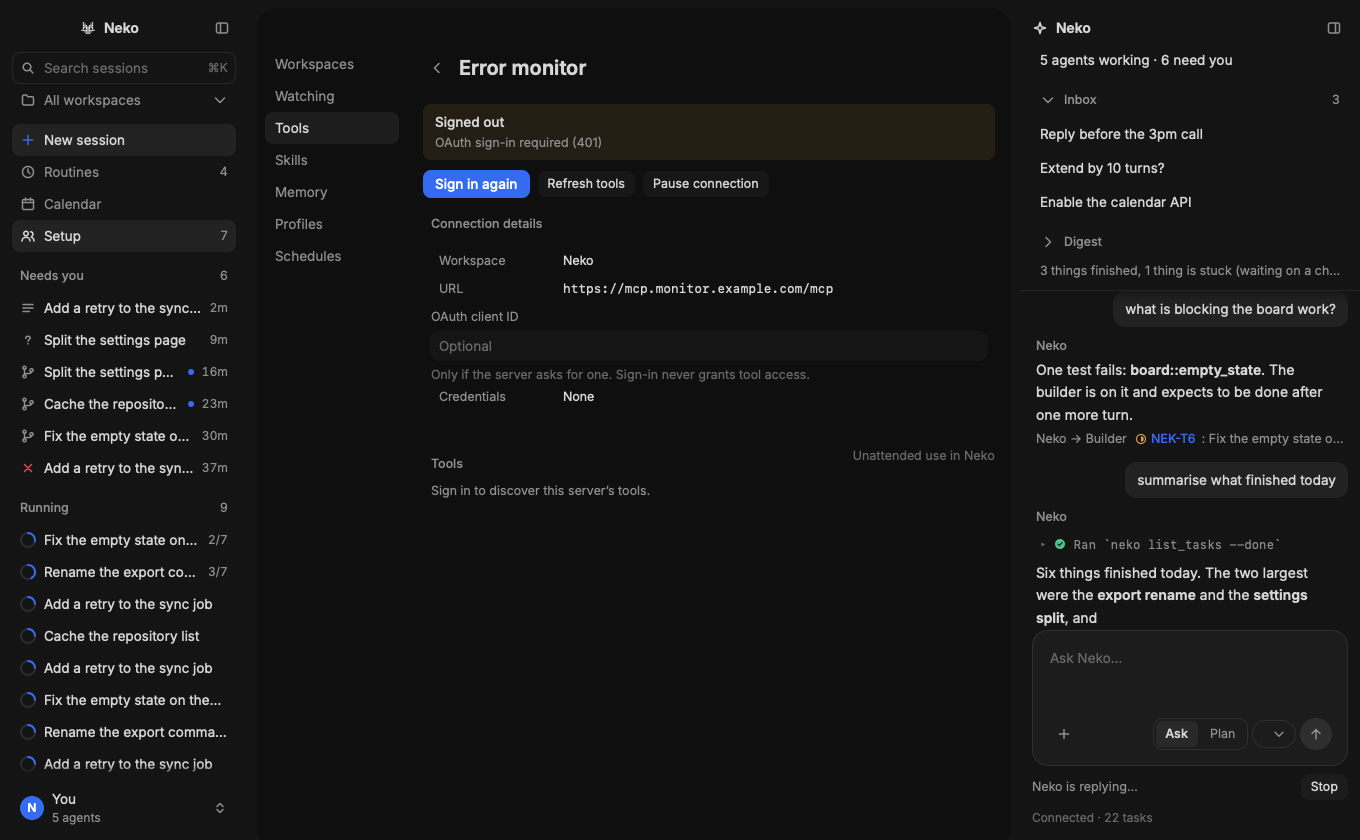 Neko
Search sessions ⌘K
All workspaces
New session
Routines 4
Calendar
Setup 7
Needs you 6
Add a retry to the sync... 2m
? Split the settings page 9m
Split the settings p... 16m
Cache the reposito... 23m
Fix the empty state o... 30m
Add a retry to the syn... 37m
Running 9
Fix the empty state on... 2/7
Rename the export co... 3/7
Add a retry to the sync job
Cache the repository list
Add a retry to the sync job
Fix the empty state on the...
Rename the export comma...
Add a retry to the sync job
N
You
5 agents
Workspaces
Watching
Tools
Skills
Memory
Profiles
Schedules
Error monitor
Signed out
OAuth sign-in required (401)
Sign in again Refresh tools Pause connection
Connection details
Workspace Neko
URL https://mcp.monitor.example.com/mcp
OAuth client ID
Optional
Only if the server asks for one. Sign-in never grants tool access.
Credentials None
Tools Unattended use in Neko
Sign in to discover this server's tools.
Neko
5 agents working · 6 need you
Inbox 3
Reply before the 3pm call
Extend by 10 turns?
Enable the calendar API
Digest
3 things finished, 1 thing is stuck (waiting on a ch...
what is blocking the board work?
Neko
One test fails: board::empty_state. The
builder is on it and expects to be done after
one more turn.
Neko → Builder NEK-T6 : Fix the empty state o...
summarise what finished today
Neko
Ran `neko list_tasks --done`
Six things finished today. The two largest
were the export rename and the settings
split, and
Ask Neko...
Ask Plan
Neko is replying... Stop
Connected · 22 tasks